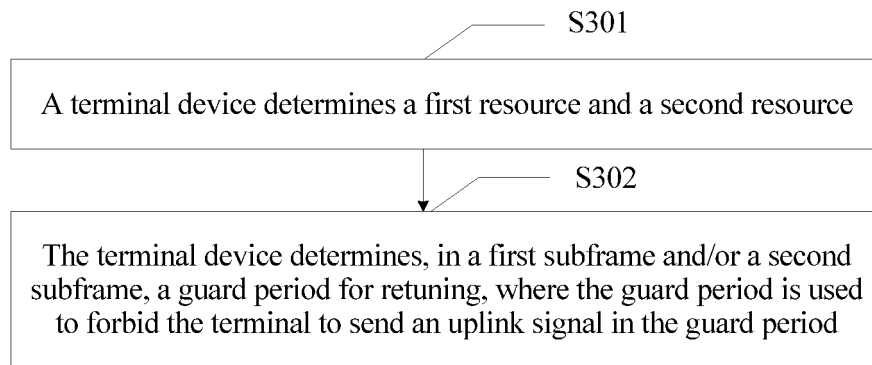 S301
A terminal device determines a first resource and a second resource
S302
The terminal device determines, in a first subframe and/or a second
subframe, a guard period for retuning, where the guard period is used
to forbid the terminal to send an uplink signal in the guard period